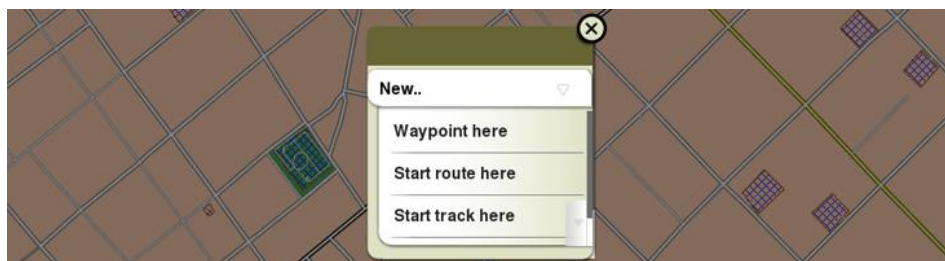 New..
Waypoint here
Start route here
Start track here